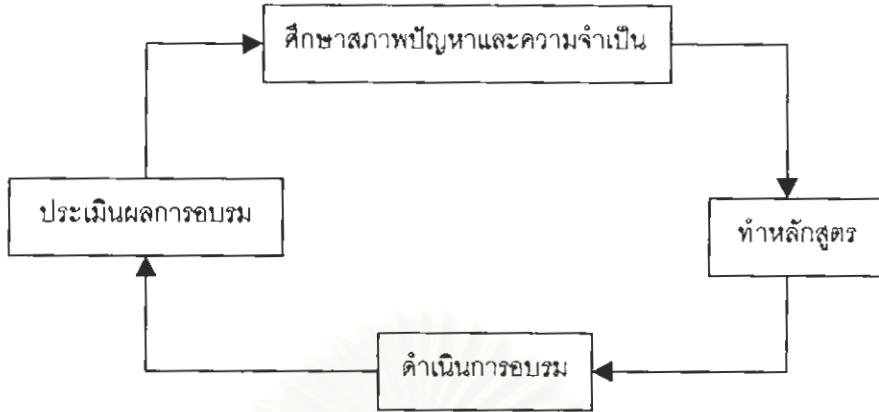 ศึกษาสภาพปัญหาและความจำเป็น
ประเมินผลการอบรม
ทำหลักสูตร
ดำเนินการอบรม